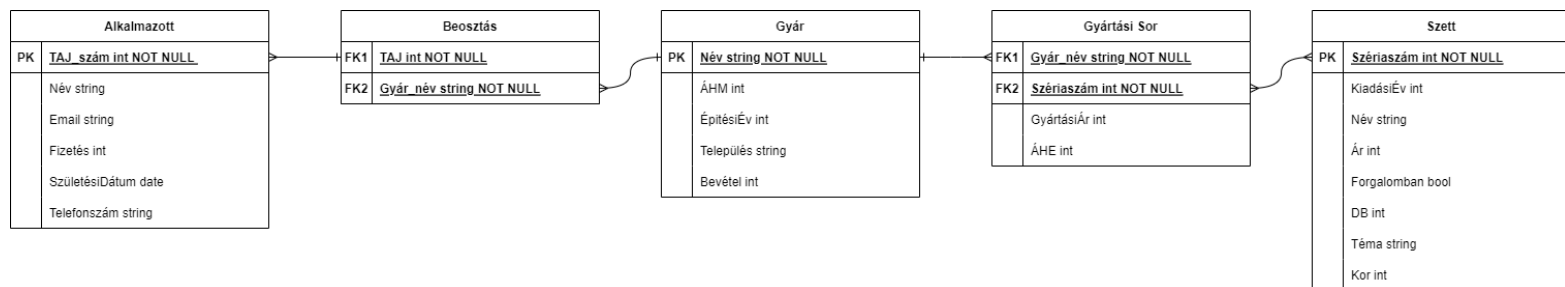 Alkalmazott
PK TAJ_szám int NOT NULL
Név string
Email string
Fizetés int
SzületésiDátum date
Telefonszám string
Beosztás
FK1 TAJ int NOT NULL
FK2 Gyár_név string NOT NULL
Gyár
PK Név string NOT NULL
ÁHM int
ÉpitésiÉv int
Település string
Bevétel int
Gyártási Sor
FK1 Gyár_név string NOT NULL
FK2 Szériaszám int NOT NULL
GyártásiÁr int
ÁHE int
Szett
PK Szériaszám int NOT NULL
KiadásiÉv int
Név string
Ár int
Forgalomban bool
DB int
Téma string
Kor int